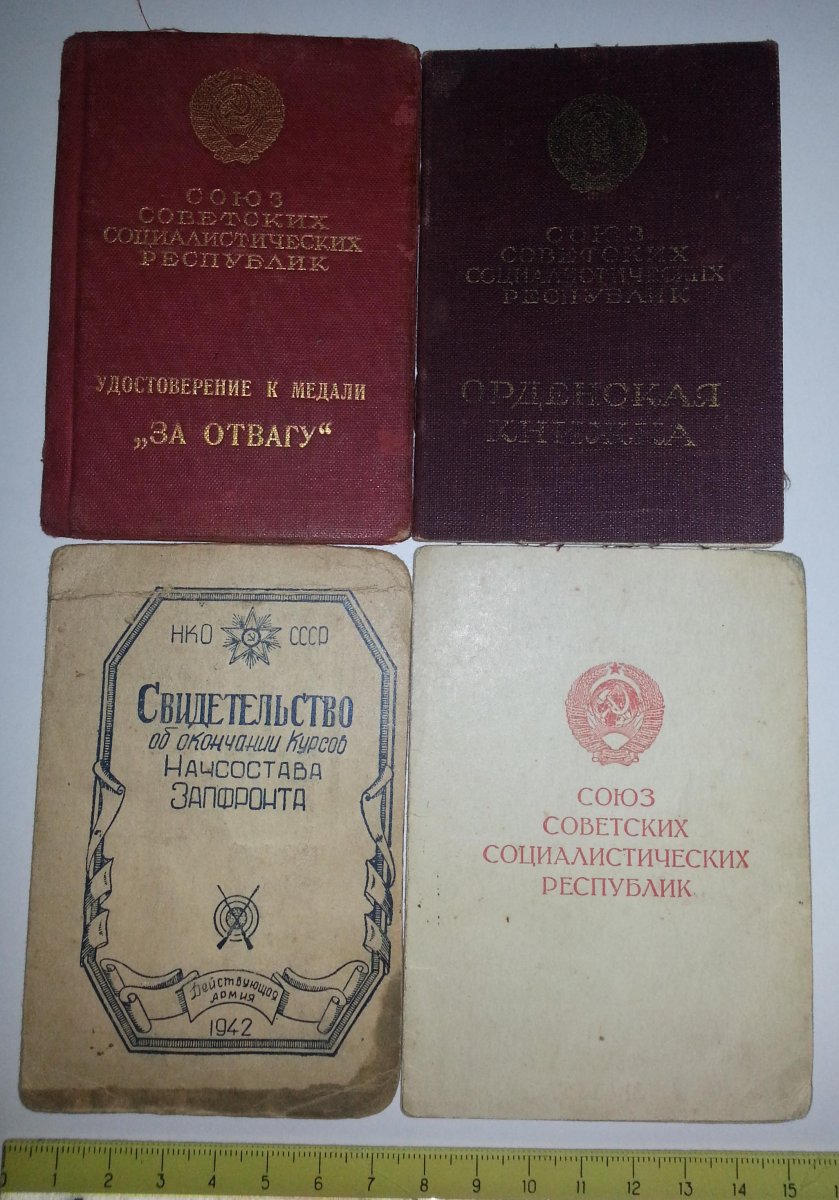 СОЮЗ
СОВЕТСКИХ
СОЦИАЛИСТИЧЕСКИХ
РЕСПУБЛИК
УДОСТОВЕРЕНИЕ К МЕДАЛИ
„ЗА ОТВАГУ“
СОЮЗ
СОВЕТСКИХ
СОЦИАЛИСТИЧЕСКИХ
РЕСПУБЛИК
ОРДЕНСКАЯ
КНИЖКА
НКО СССР
СВИДЕТЕЛЬСТВО
об окончании Курсов
НАЧСОСТАВА
ЗАПФРОНТА
Действующая
армия
1942
СОЮЗ
СОВЕТСКИХ
СОЦИАЛИСТИЧЕСКИХ
РЕСПУБЛИК
0 1 2 3 4 5 6 7 8 9 10 11 12 13 14 15